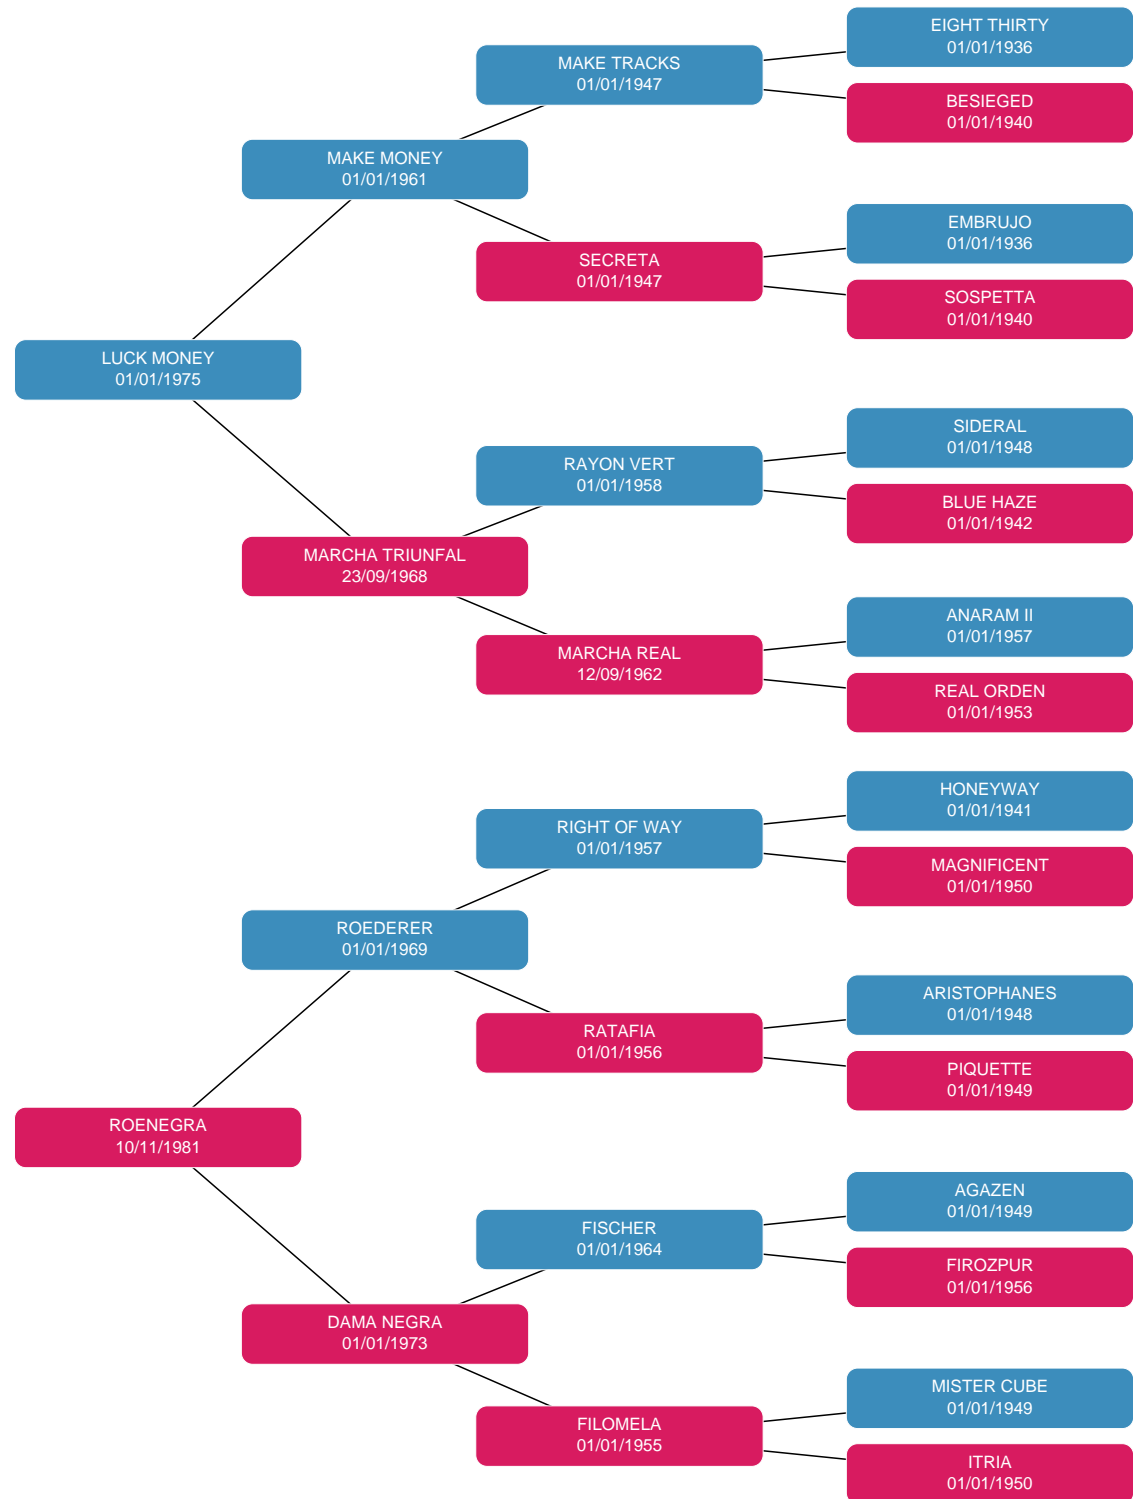 EIGHT THIRTY
01/01/1936
MAKE TRACKS
01/01/1947
BESIEGED
01/01/1940
MAKE MONEY
01/01/1961
EMBRUJO
01/01/1936
SECRETA
01/01/1947
SOSPETTA
01/01/1940
LUCK MONEY
01/01/1975
SIDERAL
01/01/1948
RAYON VERT
01/01/1958
BLUE HAZE
01/01/1942
MARCHA TRIUNFAL
23/09/1968
ANARAM II
01/01/1957
MARCHA REAL
12/09/1962
REAL ORDEN
01/01/1953
HONEYWAY
01/01/1941
RIGHT OF WAY
01/01/1957
MAGNIFICENT
01/01/1950
ROEDERER
01/01/1969
ARISTOPHANES
01/01/1948
RATAFIA
01/01/1956
PIQUETTE
01/01/1949
ROENEGRA
10/11/1981
AGAZEN
01/01/1949
FISCHER
01/01/1964
FIROZPUR
01/01/1956
DAMA NEGRA
01/01/1973
MISTER CUBE
01/01/1949
FILOMELA
01/01/1955
ITRIA
01/01/1950